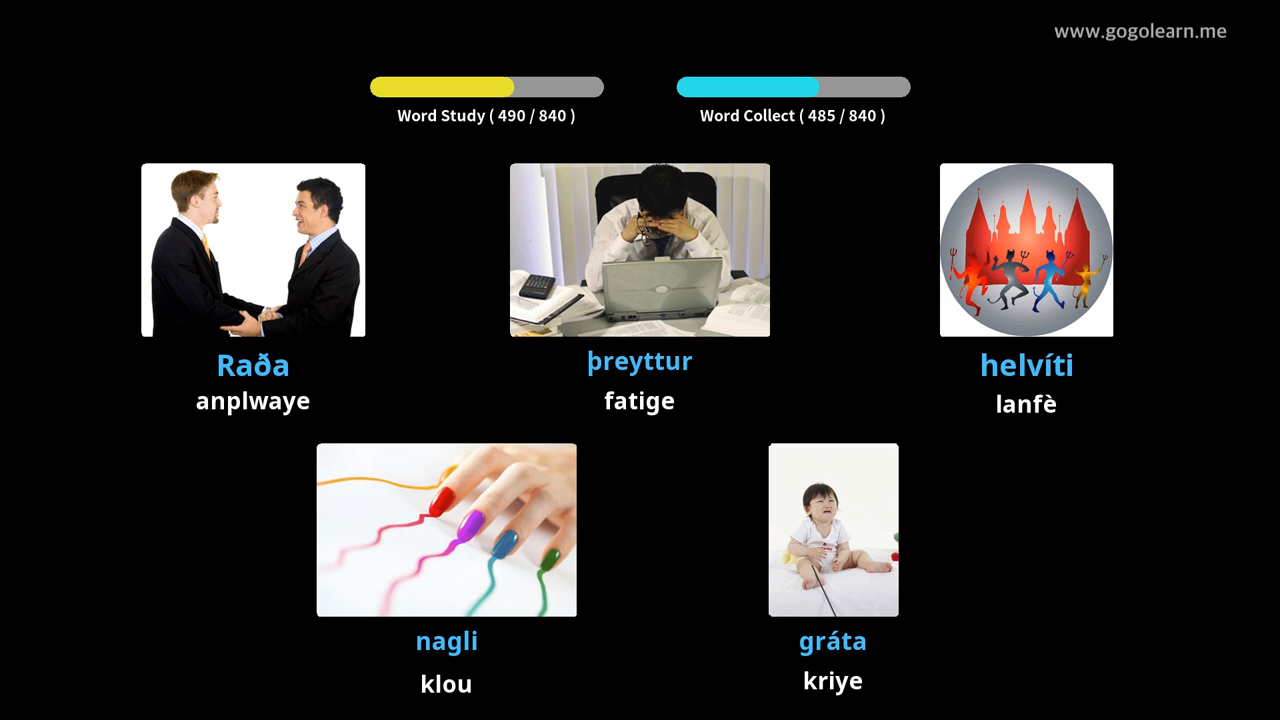 www.gogolearn.me
Word Study ( 490 / 840 )
Word Collect ( 485 / 840 )
Raða
anplwaye
þreyttur
fatige
helvíti
lanfè
nagli
klou
gráta
kriye